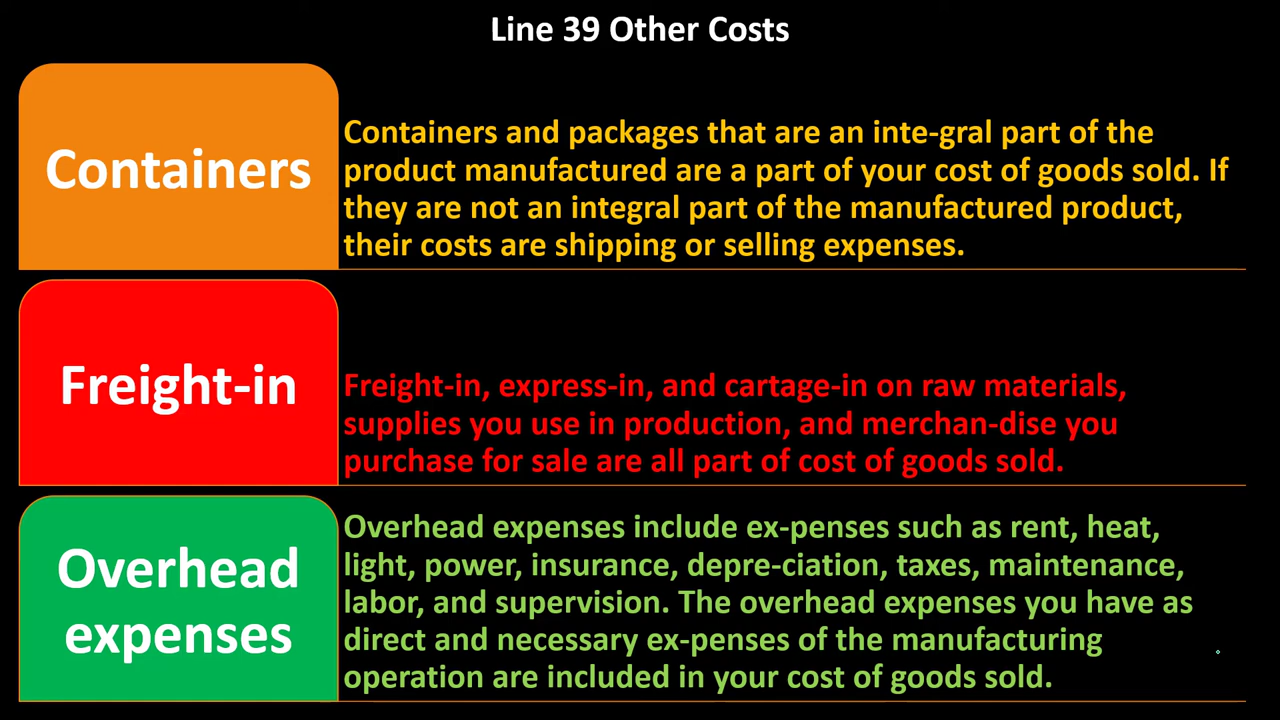 Line 39 Other Costs
Containers
Containers and packages that are an inte-gral part of the
product manufactured are a part of your cost of goods sold. If
they are not an integral part of the manufactured product,
their costs are shipping or selling expenses.
Freight-in
Freight-in, express-in, and cartage-in on raw materials,
supplies you use in production, and merchan-dise you
purchase for sale are all part of cost of goods sold.
Overhead
expenses
Overhead expenses include ex-penses such as rent, heat,
light, power, insurance, depre-ciation, taxes, maintenance,
labor, and supervision. The overhead expenses you have as
direct and necessary ex-penses of the manufacturing
operation are included in your cost of goods sold.